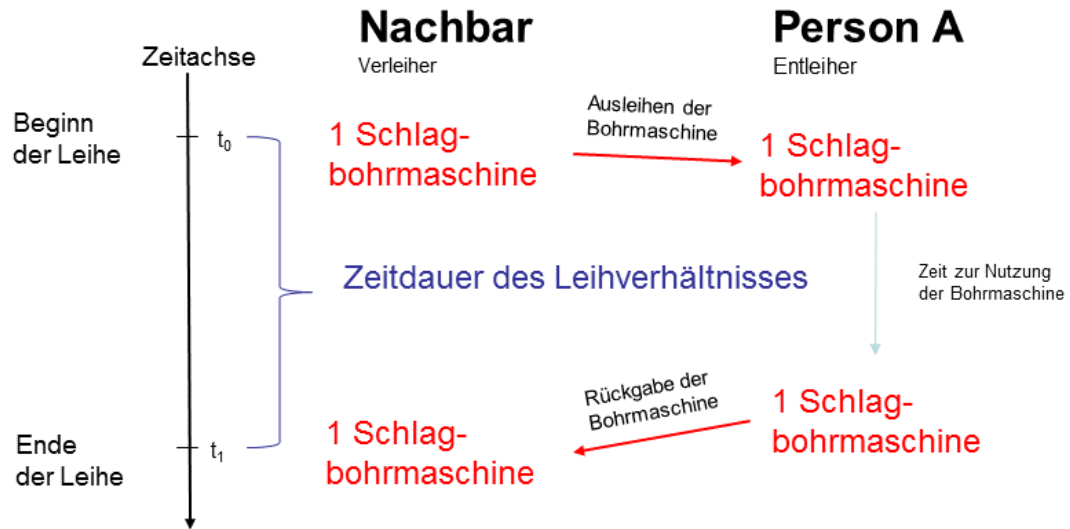 Nachbar
Person A
Zeitachse
Verleiher
Entleiher
Beginn
der Leihe
t₀
1 Schlag-
bohrmaschine
Ausleihen der
Bohrmaschine
1 Schlag-
bohrmaschine
Zeitdauer des Leihverhältnisses
Zeit zur Nutzung
der Bohrmaschine
Ende
der Leihe
t₁
1 Schlag-
bohrmaschine
Rückgabe der
Bohrmaschine
1 Schlag-
bohrmaschine